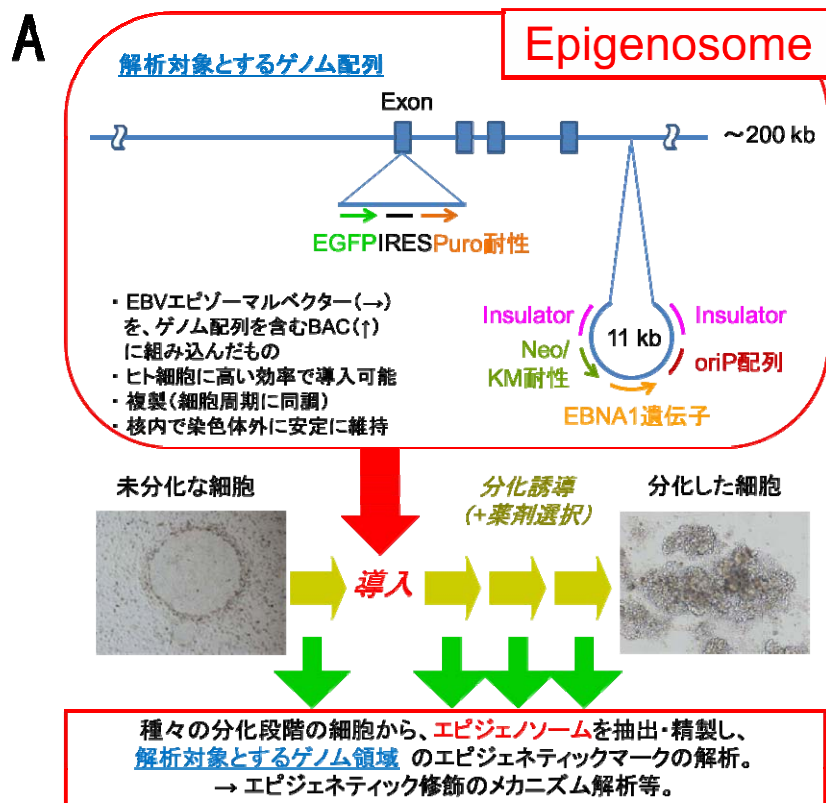 A
Epigenosome
解析対象とするゲノム配列
Exon
～200 kb
EGFPIRESPuro耐性
・EBVエピゾーマルベクター(→)
を、ゲノム配列を含むBAC(↑)
に組み込んだもの
・ヒト細胞に高い効率で導入可能
・複製(細胞周期に同調)
・核内で染色体外に安定に維持
Insulator
11 kb
Insulator
Neo/
KM耐性
oriP配列
EBNA1遺伝子
未分化な細胞
分化誘導
(+薬剤選択)
分化した細胞
導入
種々の分化段階の細胞から、エピジェノソームを抽出・精製し、
解析対象とするゲノム領域 のエピジェネティックマークの解析。
→ エピジェネティック修飾のメカニズム解析等。